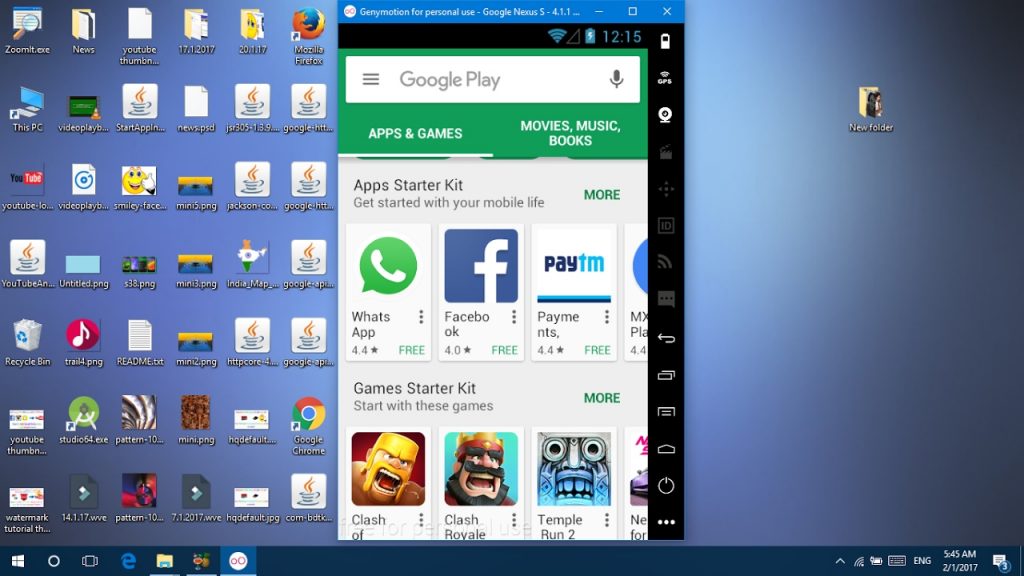 ZoomIt.exe
News
youtube
thumbn...
17.1.2017
20.1.17
Mozilla
Firefox
This PC
videoplayb...
StartAppIn...
news.psd
jsr305-1.3.9...
google-htt...
YouTube
youtube-lo...
videoplayb...
smiley-face...
mini5.png
jackson-co...
google-htt...
YouTubeAn...
Untitled.png
s38.png
mini3.png
India_Map_...
google-api...
Recycle Bin
trail4.png
README.txt
mini2.png
httpcore-4...
google-api...
youtube
thumbn...
studio64.exe
pattern-10...
mini.png
hqdefault...
Google
Chrome
watermark
tutorial th...
14.1.17.wve
pattern-10...
7.1.2017.wve
hqdefault.jpg
com-bdtk...
Genymotion for personal use - Google Nexus S - 4.1.1 ...
12:15
Google Play
APPS & GAMES
MOVIES, MUSIC,
BOOKS
Apps Starter Kit
Get started with your mobile life
MORE
Paytm
Whats
App
4.4 ★ FREE
Facebo
ok
4.0 ★ FREE
Payme
nts,
4.4 ★ FREE
MX
Pla
4.4
Games Starter Kit
Start with these games
MORE
Clash
of
Clash
Royale
Temple
Run 2
Ne
for
free for personal use
GPS
ID
New folder
ENG
5:45 AM
2/1/2017
3